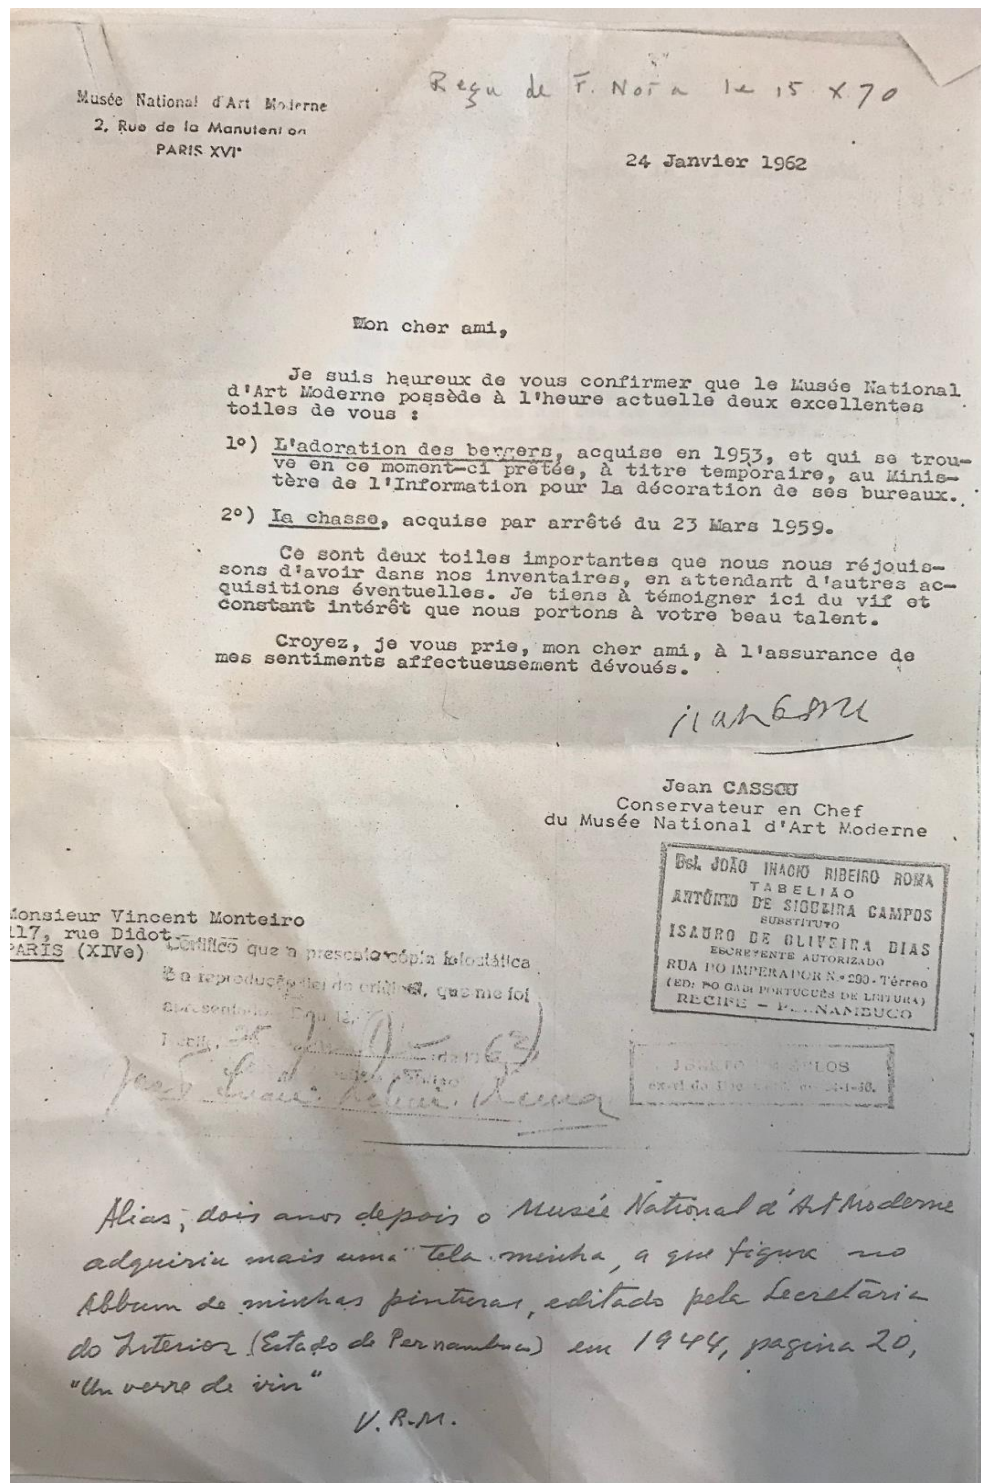 Musée National d'Art Moderne
2, Rue de la Manutention
PARIS XVIe
Reçu de F. Nora le 15 X 70
24 Janvier 1962
Mon cher ami,
Je suis heureux de vous confirmer que le Musée National
d'Art Moderne possède à l'heure actuelle deux excellentes
toiles de vous :
1°) L'adoration des bergers, acquise en 1953, et qui se trou-
ve en ce moment-ci prêtée, à titre temporaire, au Minis-
tère de l'Information pour la décoration de ses bureaux.
2°) La chasse, acquise par arrêté du 23 Mars 1959.
Ce sont deux toiles importantes que nous nous réjouis-
sons d'avoir dans nos inventaires, en attendant d'autres ac-
quisitions éventuelles. Je tiens à témoigner ici du vif et
constant intérêt que nous portons à votre beau talent.
Croyez, je vous prie, mon cher ami, à l'assurance de
mes sentiments affectueusement dévoués.
Jean Cassou
Jean CASSOU
Conservateur en Chef
du Musée National d'Art Moderne
Bel. JOÃO INACIO RIBEIRO ROMA
TABELIÃO
ANTÔNIO DE SIQUEIRA CAMPOS
SUBSTITUTO
ISAURO DE OLIVEIRA DIAS
ESCREVENTE AUTORIZADO
RUA DO IMPERADOR N.º 290 - Térreo
(ED: DO GAB: PORTUGUÊS DE LEITURA)
RECIFE - PERNAMBUCO
Monsieur Vincent Monteiro
117, rue Didot
PARIS (XIVe)
Certifico que a presente cópia fotostática
é a reprodução fiel do original, que me foi
apresentado. Dou fé.
Alias, dois anos depois o Musée National d'Art Moderne
adquiriu mais uma tela minha, a que figura no
Album de minhas pinturas, editado pela Secretária
do Interior (Estado de Pernambuco) em 1944, pagina 20,
"Un verre de vin"
V.R.M.